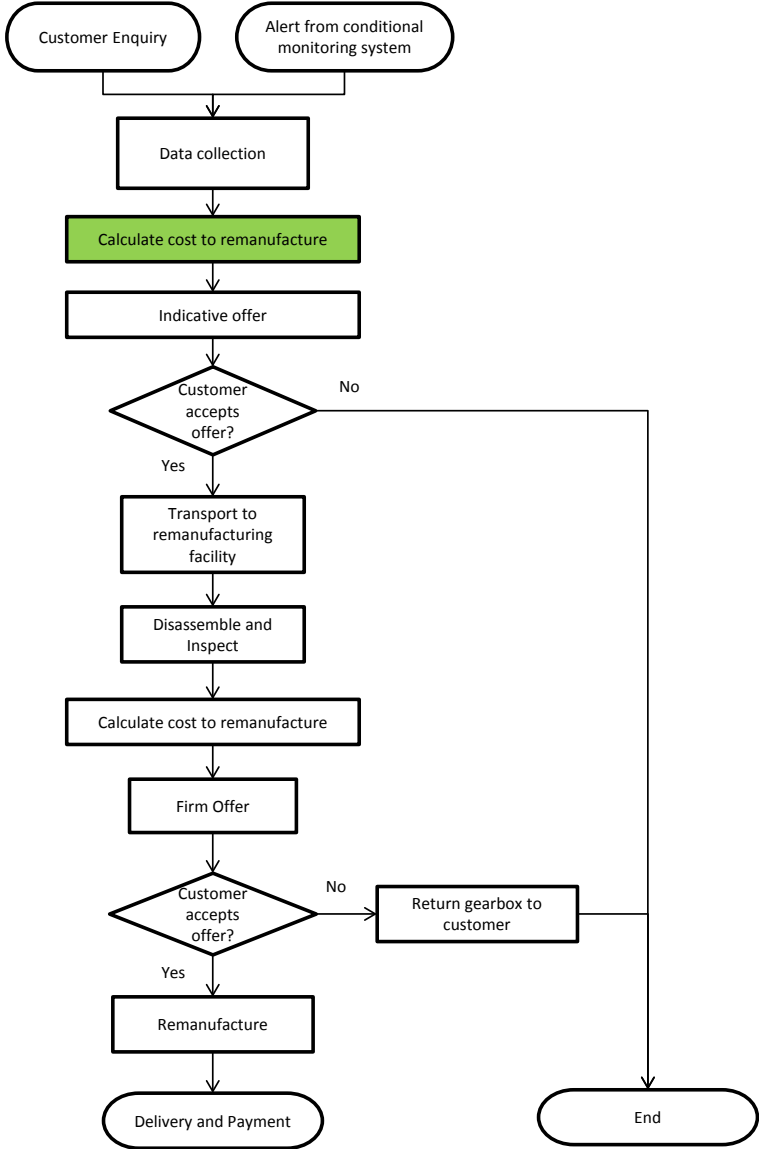 Customer Enquiry
Alert from conditional
monitoring system
Data collection
Calculate cost to remanufacture
Indicative offer
Customer
accepts
offer?
No
Yes
Transport to
remanufacturing
facility
Disassemble and
Inspect
Calculate cost to remanufacture
Firm Offer
Customer
accepts
offer?
No
Return gearbox to
customer
Yes
Remanufacture
Delivery and Payment
End